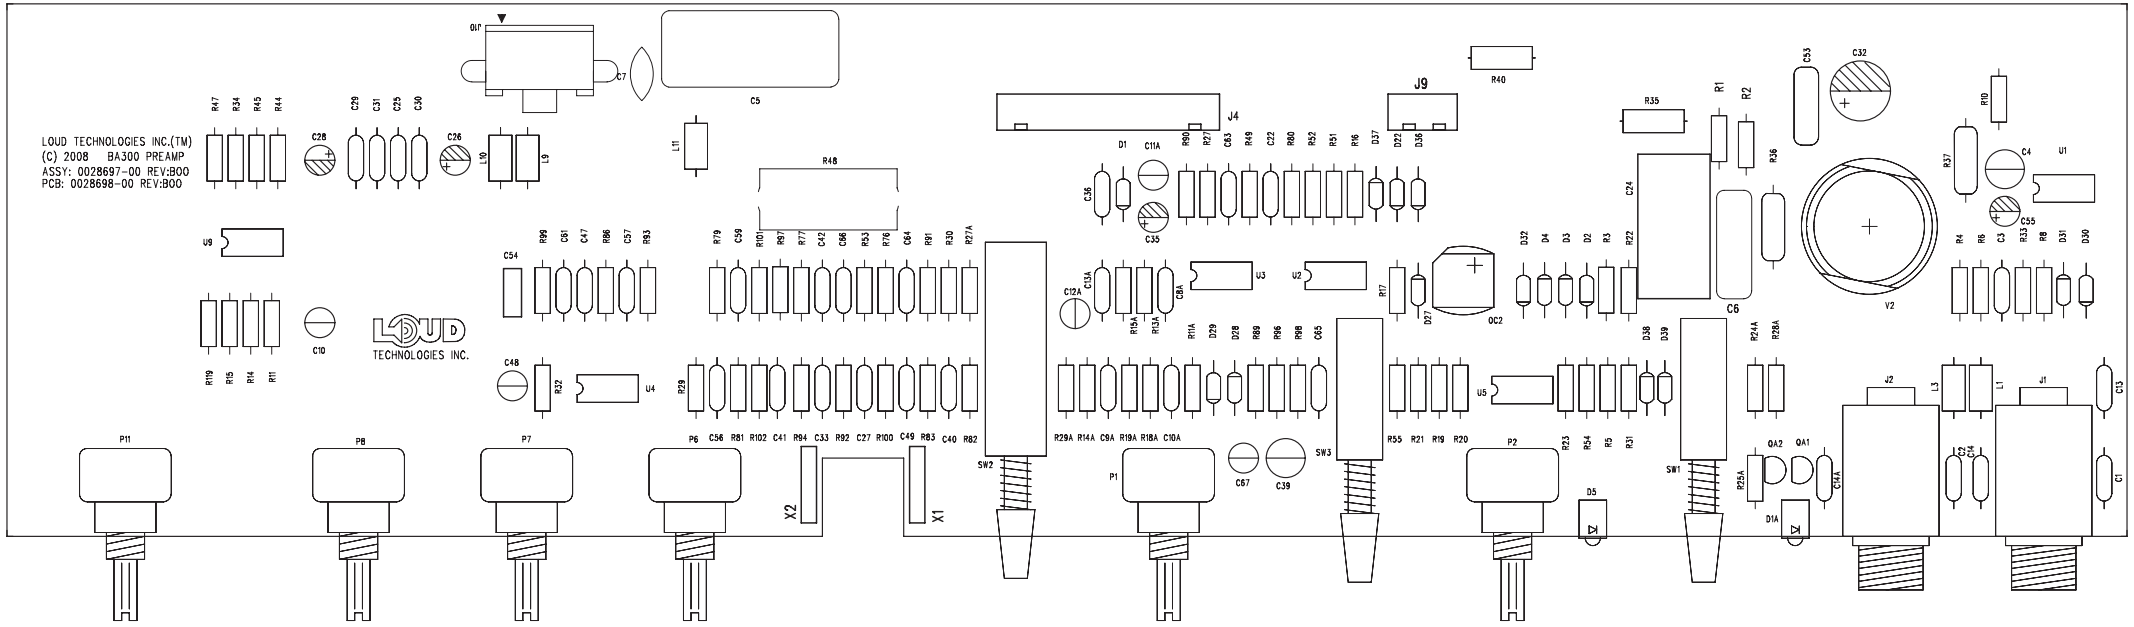 J10
C7
C5
R40
C53
C32
J9
J4
R47
R34
R45
R44
C29
C31
C25
C30
C28
C26
L10
L9
L11
R48
LOUD TECHNOLOGIES INC.(TM)
(C) 2008 BA300 PREAMP
ASSY: 0028697-00 REV:B00
PCB: 0028698-00 REV:B00
D1
C11A
R90
R27
C63
R49
C22
R80
R52
R51
R16
D37
D22
D36
R35
R1
R2
R36
R10
R37
C4
U1
C36
C35
C24
C55
U9
C54
R99
C61
C47
R86
C57
R93
R79
C59
R101
R97
R77
C42
C66
R53
R76
C64
R91
R30
R27A
C13A
C12A
R15A
R13A
C8A
U3
U2
R17
D27
OC2
D32
D4
D3
D2
R3
R22
C6
V2
R4
R6
C3
R33
R8
D31
D30
R119
R15
R14
R11
C10
LOUD
TECHNOLOGIES INC.
C48
R32
U4
R29
R11A
D29
D28
R89
R96
R98
C65
U5
D38
D39
R24A
R28A
J2
L3
L1
J1
C13
P11
P8
P7
P6
C56
R81
R102
C41
R94
C33
R92
C27
R100
C49
R83
C40
R82
SW2
R29A
R14A
C9A
R19A
R18A
C10A
P1
C67
C39
SW3
R55
R21
R19
R20
P2
R23
R54
R5
R31
SW1
QA2
QA1
R25A
C14A
C2
C14
C1
X2
X1
D5
D1A